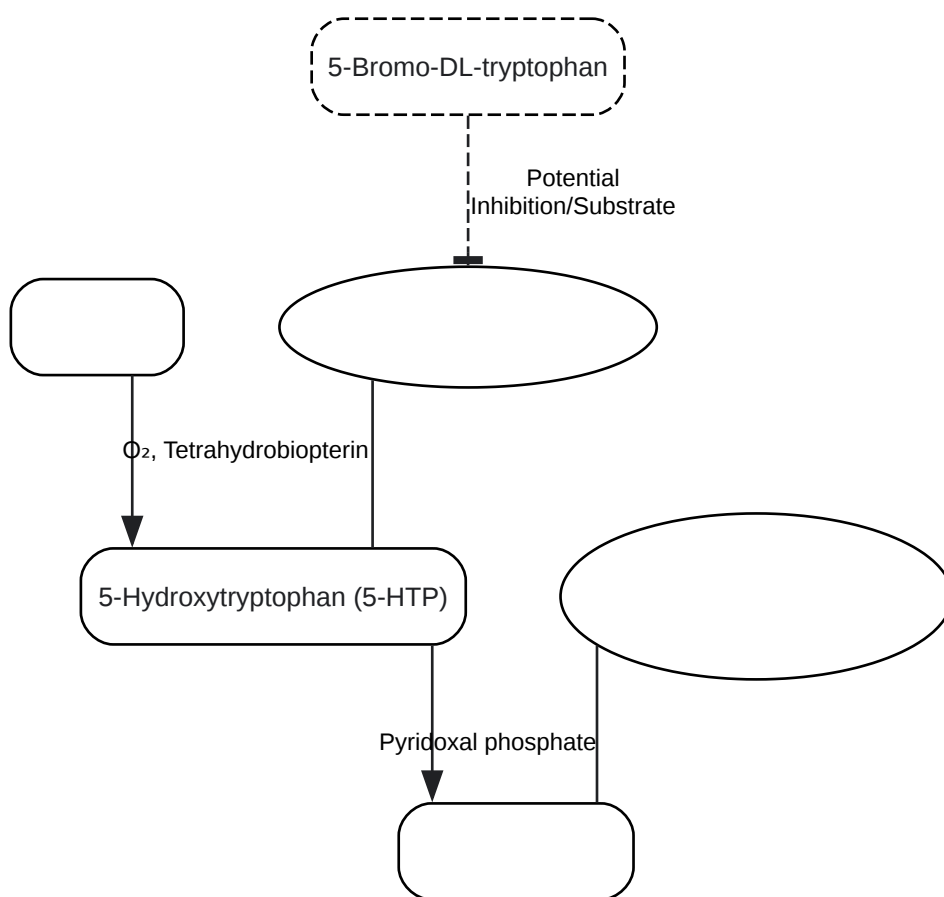 5-Bromo-DL-tryptophan
Potential
Inhibition/Substrate
O₂, Tetrahydrobiopterin
5-Hydroxytryptophan (5-HTP)
Pyridoxal phosphate